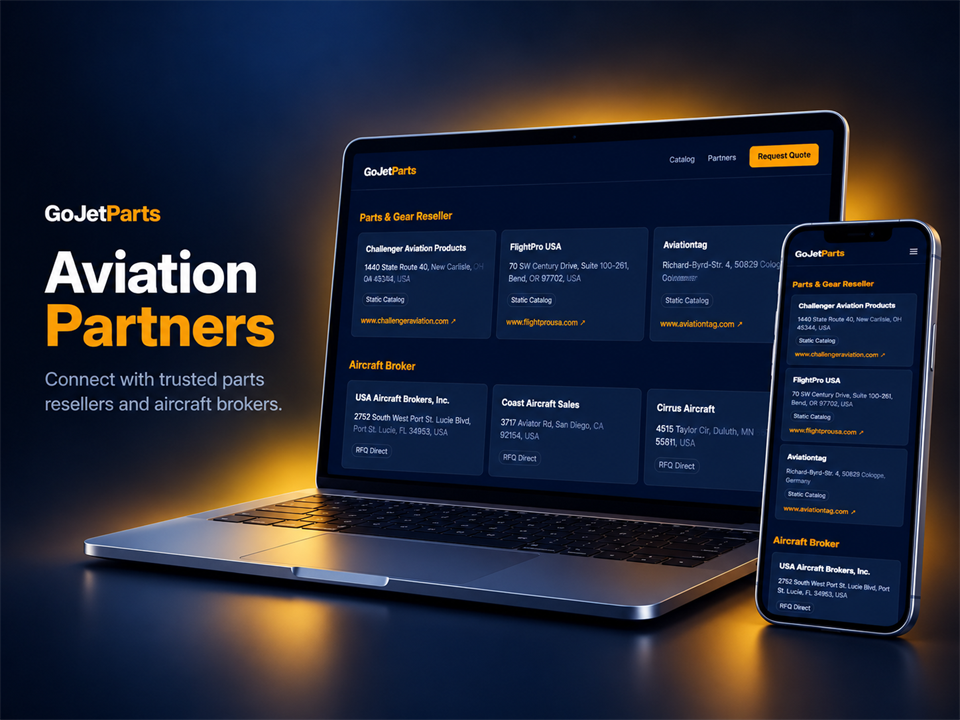 GoJetParts
Aviation
Partners
Connect with trusted parts
resellers and aircraft brokers.
GoJetParts
Catalog
Partners
Request Quote
Parts & Gear Reseller
Challenger Aviation Products
1440 State Route 40, New Carlisle, OH
USA
Static Catalog
www.challengeraviation.com ↗
FlightPro USA
70 SW Century Drive, Suite 100-261,
Bend, OR 97702, USA
Static Catalog
www.flightprousa.com ↗
Aviationtag
Richard-Byrd-Str. 4, 50829 Colog
Static Catalog
www.aviationtag.com ↗
Aircraft Broker
USA Aircraft Brokers, Inc.
2752 South West Port St. Lucie Blvd,
Port St. Lucie, FL 34953, USA
RFQ Direct
Coast Aircraft Sales
3717 Aviator Rd, San Diego, CA
92154, USA
RFQ Direct
Cirrus Aircraft
4515 Taylor Cir, Duluth, MN
55811, USA
RFQ Direct
GoJetParts
Parts & Gear Reseller
Challenger Aviation Products
1440 State Route 40, New Carlisle, OH
45344, USA
Static Catalog
www.challengeraviation.com ↗
FlightPro USA
70 SW Century Drive, Suite 100-261,
Bend, OR 97702, USA
Static Catalog
www.flightprousa.com ↗
Aviationtag
Richard-Byrd-Str. 4, 50829
Germany
Static Catalog
www.aviationtag.com ↗
Aircraft Broker
USA Aircraft Brokers, Inc.
2752 South West Port St. Lucie Blvd, Port
St. Lucie, FL 34953, USA
RFQ Direct